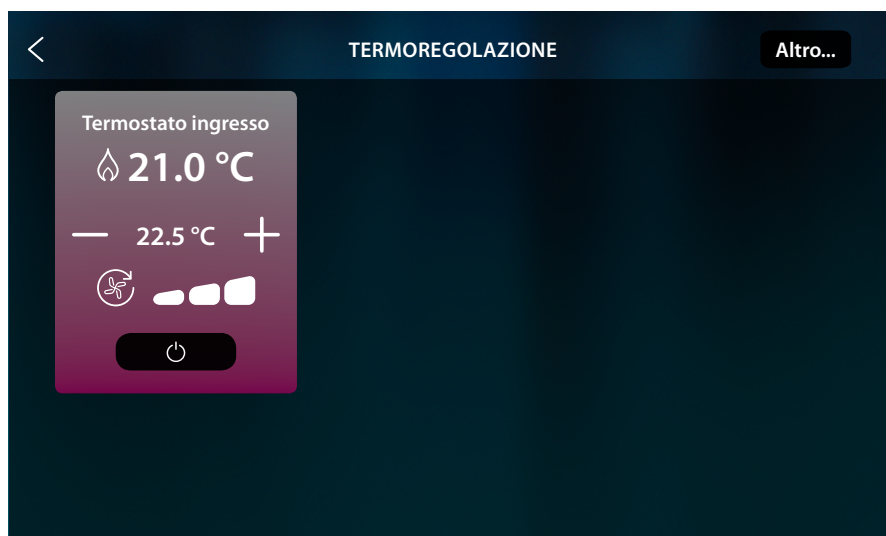 TERMOREGOLAZIONE
Altro...
Termostato ingresso
21.0 °C
22.5 °C